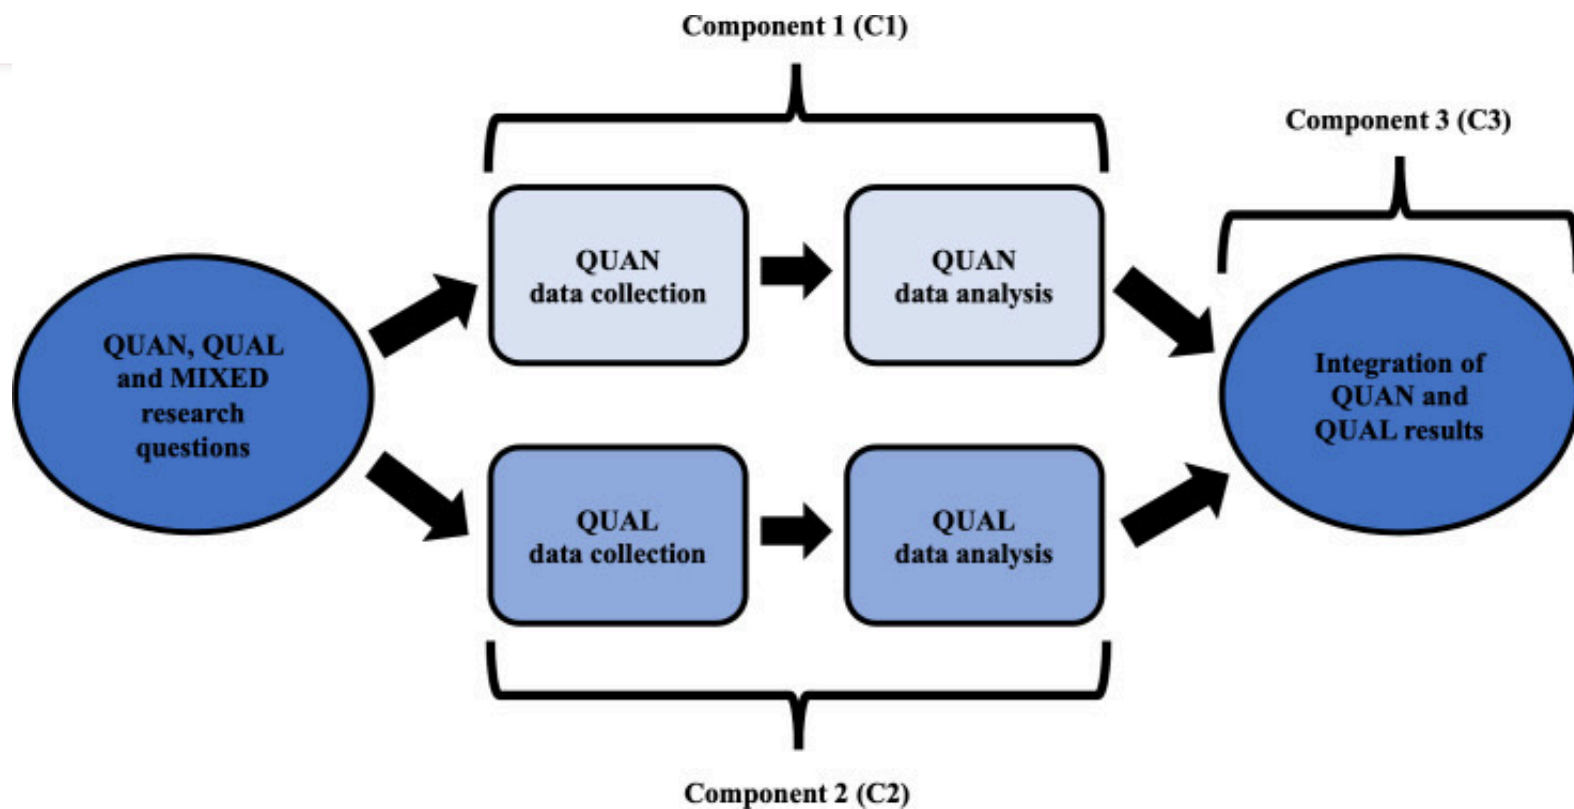 Component 1 (C1)
Component 3 (C3)
QUAN, QUAL
and MIXED
research
questions
QUAN
data collection
QUAN
data analysis
QUAL
data collection
QUAL
data analysis
Integration of
QUAN and
QUAL results
Component 2 (C2)